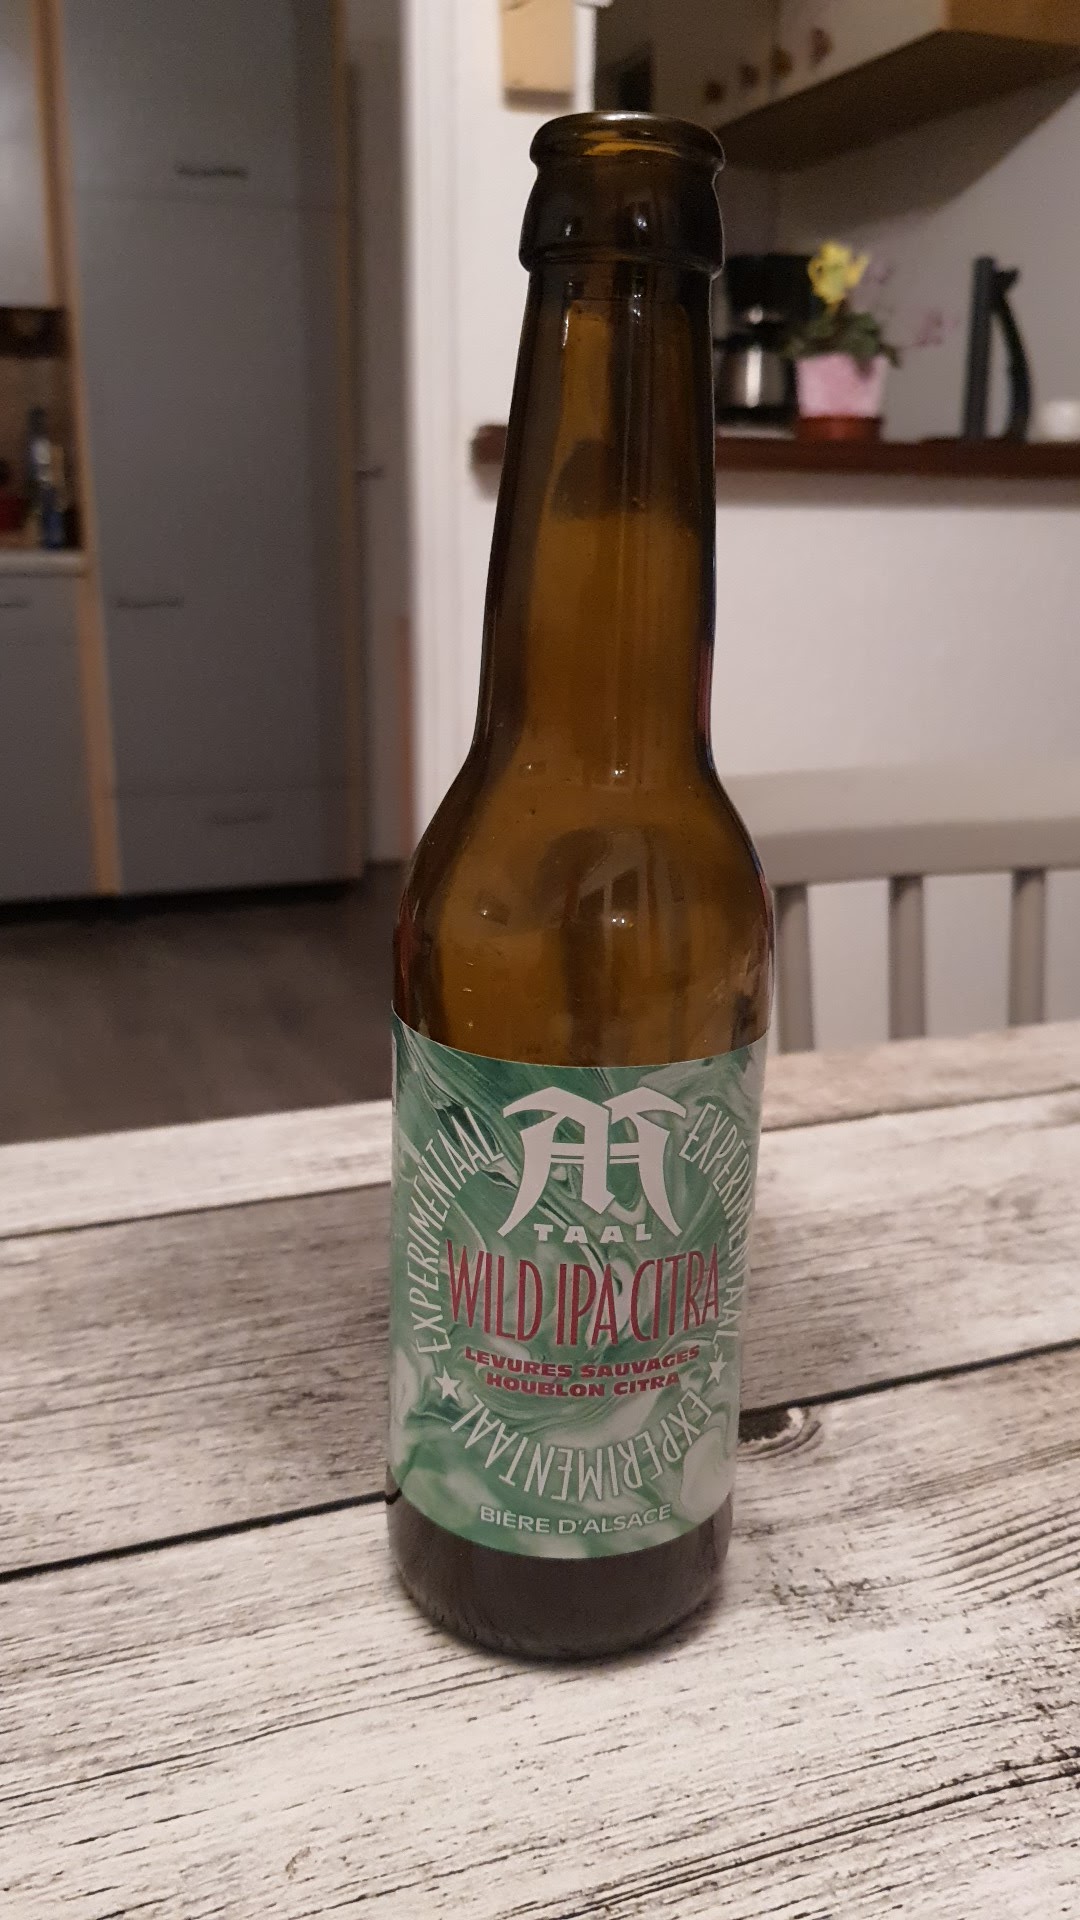 TAAL
WILD IPA CITRA
LEVURES SAUVAGES
HOUBLON CITRA
EXPERIMENTAAL
EXPERIMENTAAL
EXPERIMENTAAL
BIÈRE D'ALSACE